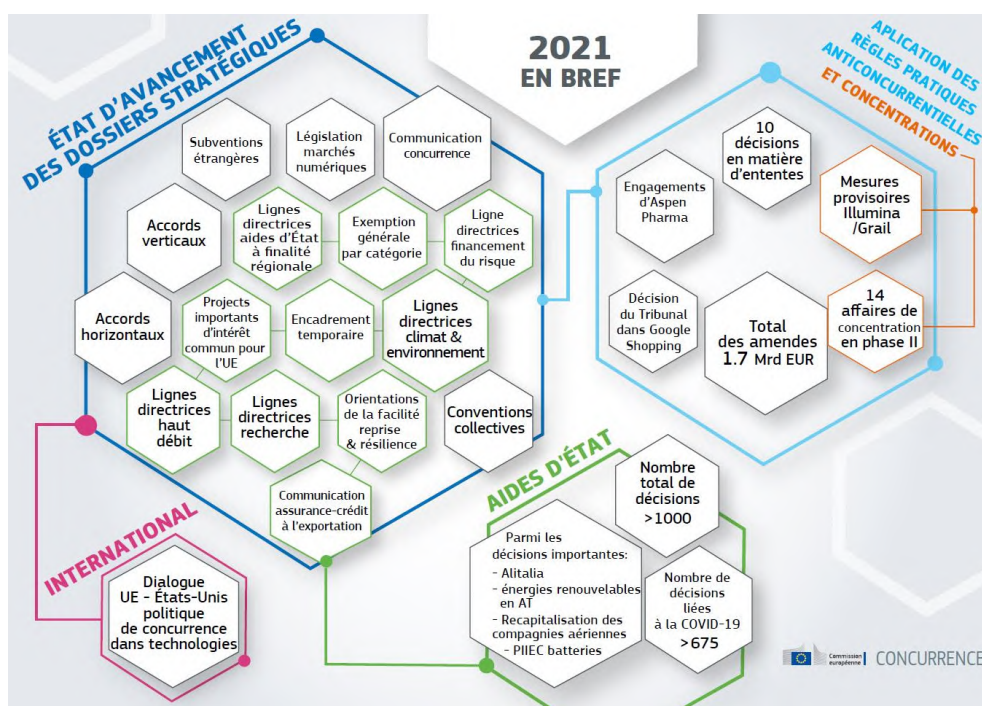 2021
EN BREF
ÉTAT D'AVANCEMENT
DES DOSSIERS STRATÉGIQUES
Subventions
étrangères
Législation
marchés
numériques
Communication
concurrence
Accords
verticaux
Lignes
directrices
aides d'État
à finalité
régionale
Exemption
générale
par catégorie
Ligne
directrices
financement
du risque
Accords
horizontaux
Projects
importants
d'intérêt
commun pour
l'UE
Encadrement
temporaire
Lignes
directrices
climat &
environnement
Lignes
directrices
haut
débit
Lignes
directrices
recherche
Orientations
de la facilité
reprise
& résilience
Conventions
collectives
Communication
assurance-crédit
à l'exportation
APLICATION DES
RÈGLES PRATIQUES
ANTICONCURRENTIELLES
ET CONCENTRATIONS
10
décisions
en matière
d'ententes
Engagements
d'Aspen
Pharma
Mesures
provisoires
Illumina
/Grail
Décision
du Tribunal
dans Google
Shopping
Total
des amendes
1.7 Mrd EUR
14
affaires de
concentration
en phase II
INTERNATIONAL
Dialogue
UE - États-Unis
politique
de concurrence
dans technologies
AIDES D'ÉTAT
Nombre
total de
décisions
>1000
Parmi les
décisions importantes:
- Alitalia
- énergies renouvelables
en AT
- Recapitalisation des
compagnies aériennes
- PIIEC batteries
Nombre de
décisions
liées
à la COVID-19
>675
Commission
européenne
CONCURRENCE